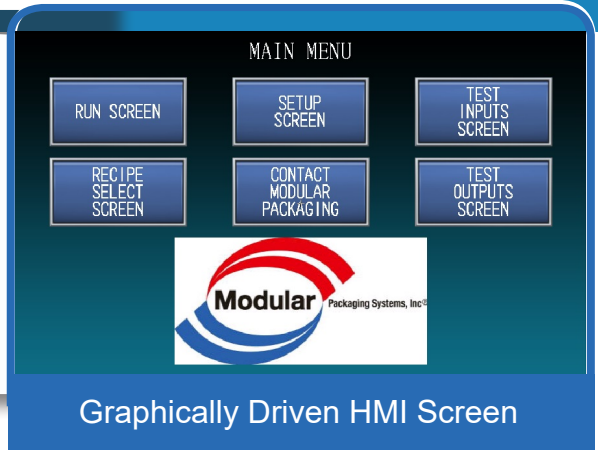 MAIN MENU
RUN SCREEN
SETUP
SCREEN
TEST
INPUTS
SCREEN
RECIPE
SELECT
SCREEN
CONTACT
MODULAR
PACKAGING
TEST
OUTPUTS
SCREEN
Modular Packaging Systems, Inc®
Graphically Driven HMI Screen